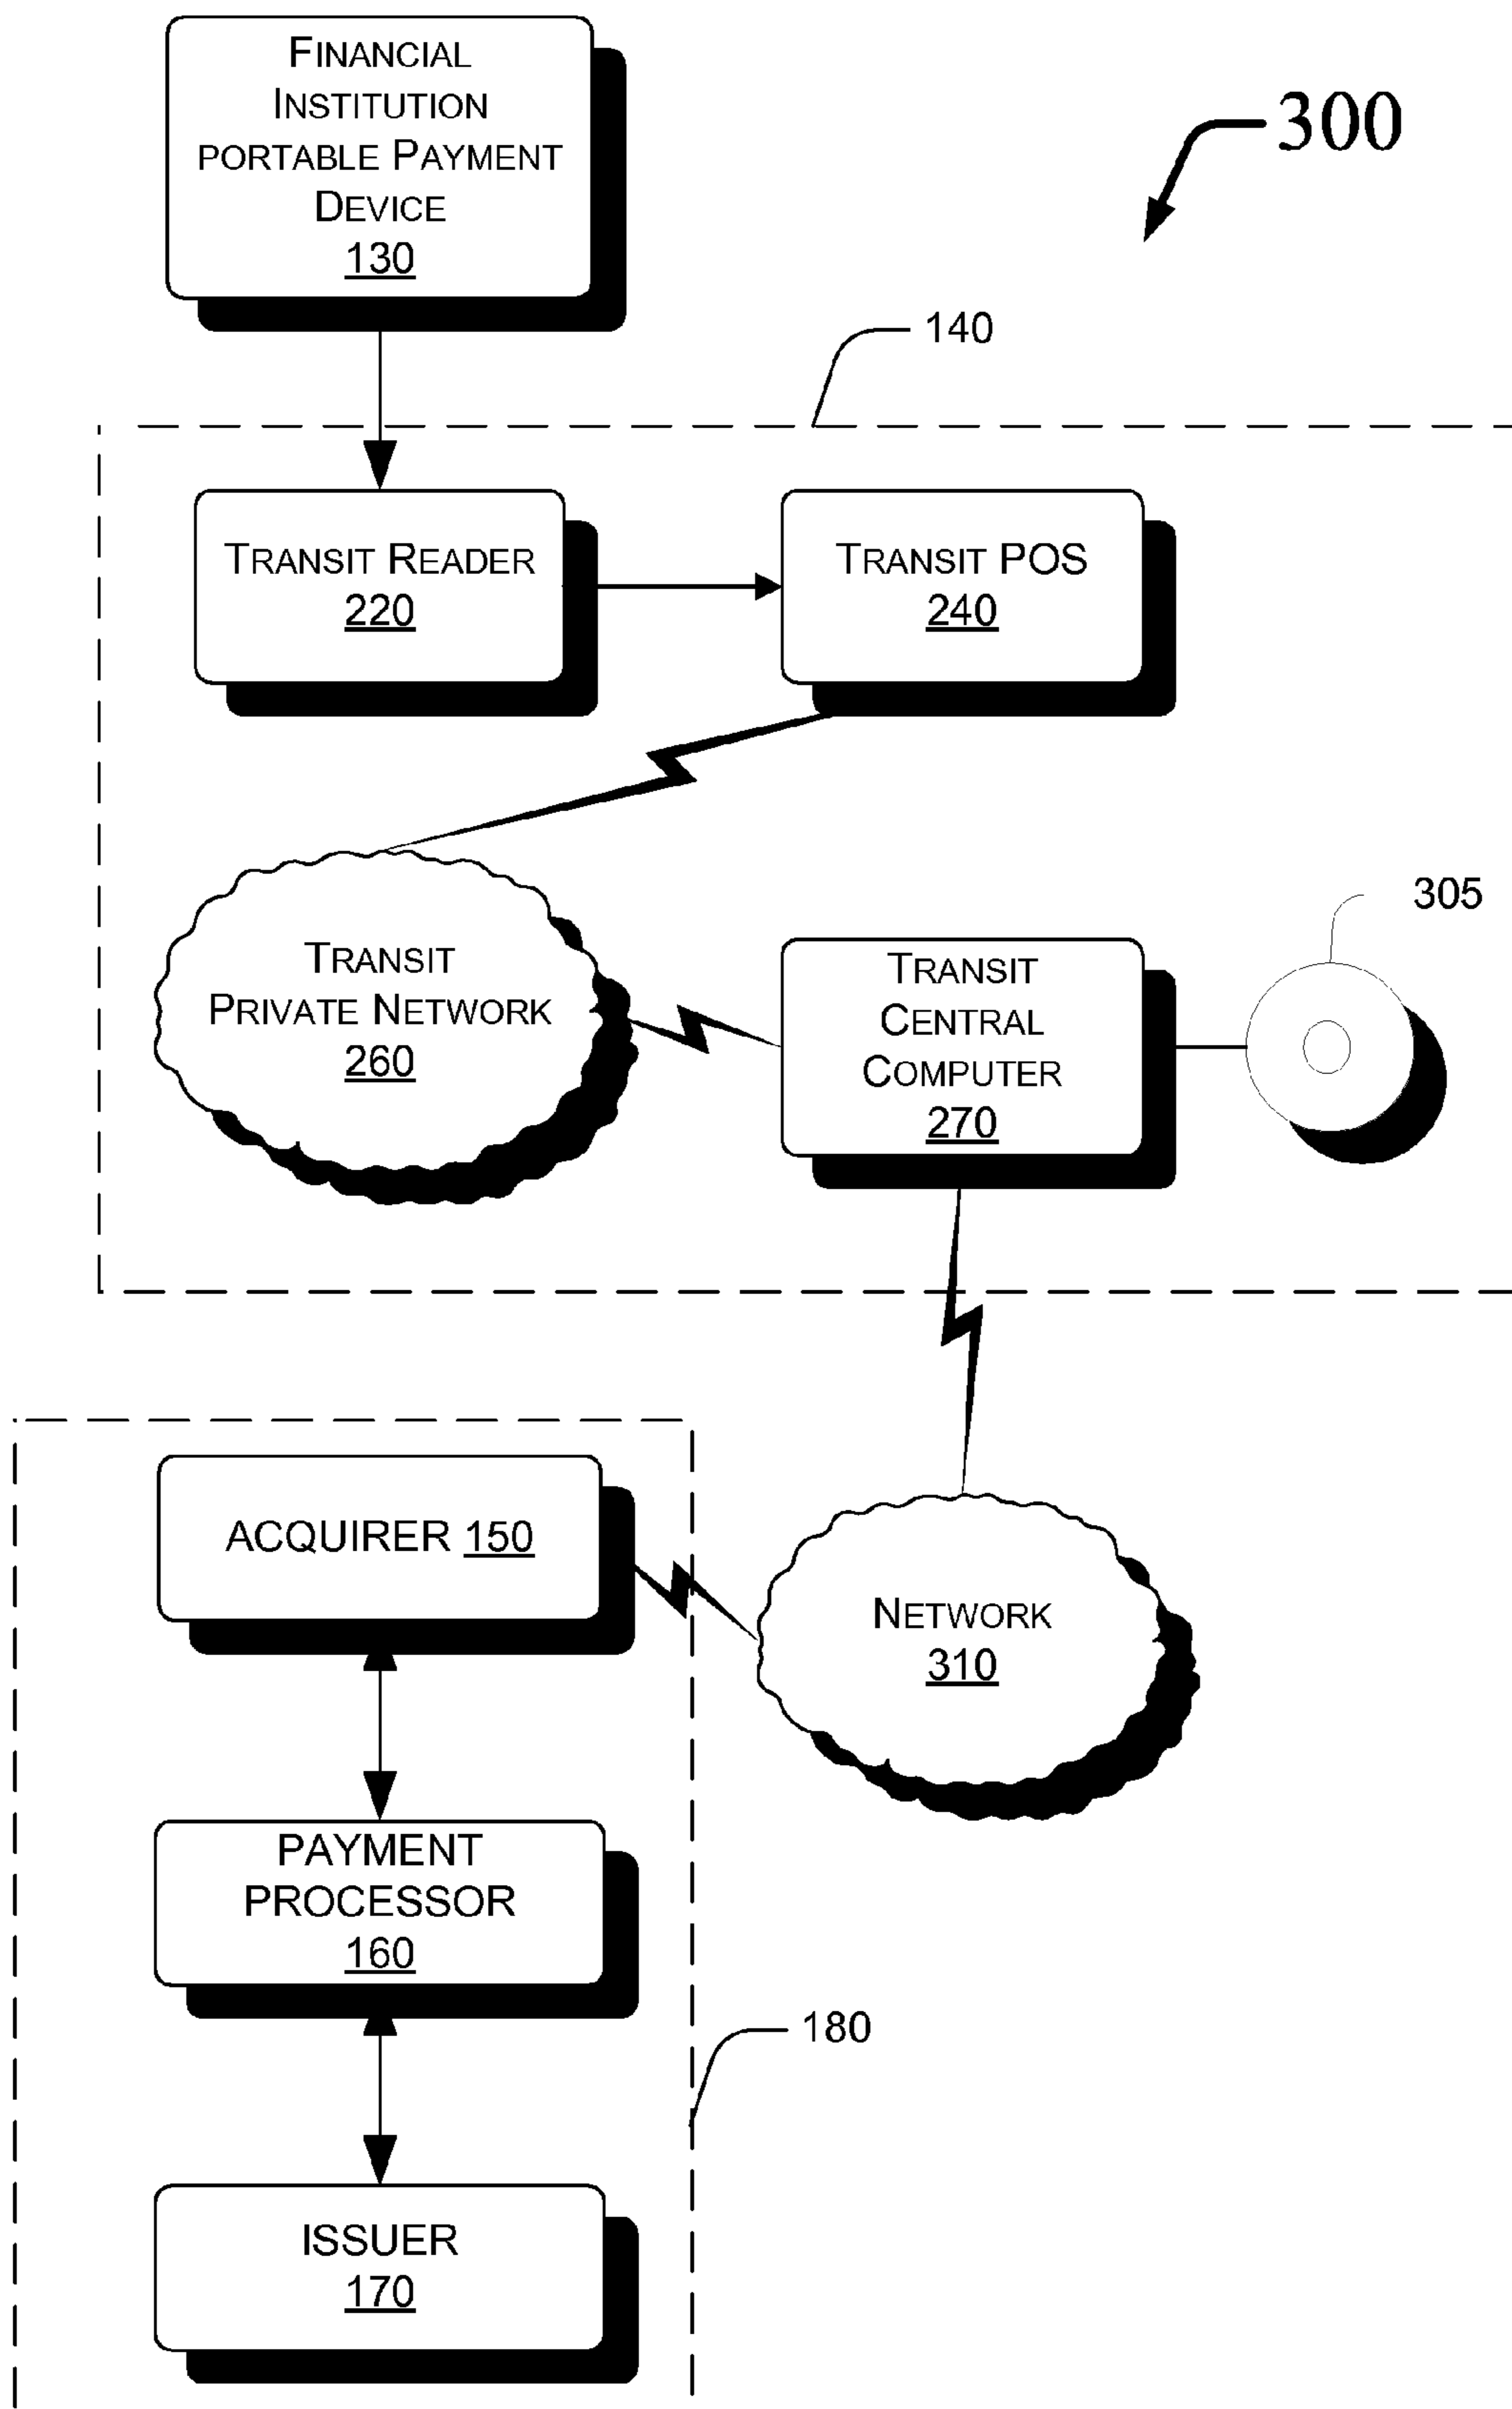 FINANCIAL
INSTITUTION
PORTABLE PAYMENT
DEVICE
130
300
140
TRANSIT READER
220
TRANSIT POS
240
TRANSIT
PRIVATE NETWORK
260
TRANSIT
CENTRAL
COMPUTER
270
305
ACQUIRER 150
NETWORK
310
PAYMENT
PROCESSOR
160
180
ISSUER
170